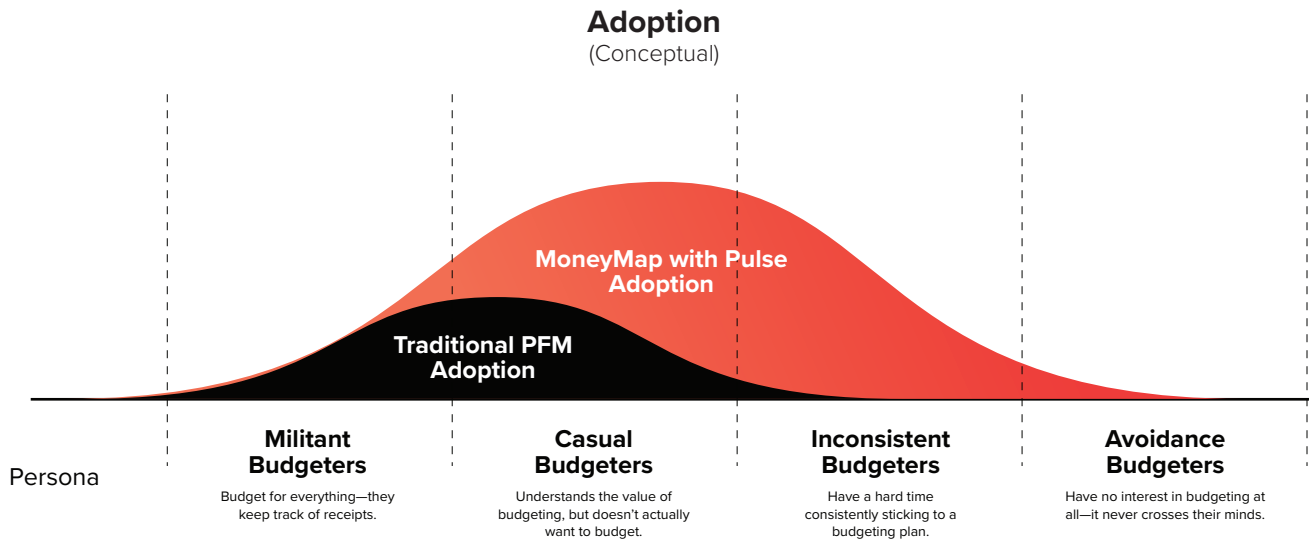 Adoption
(Conceptual)
MoneyMap with Pulse
Adoption
Traditional PFM
Adoption
Persona
Militant
Budgeters
Budget for everything—they
keep track of receipts.
Casual
Budgeters
Understands the value of
budgeting, but doesn't actually
want to budget.
Inconsistent
Budgeters
Have a hard time
consistently sticking to a
budgeting plan.
Avoidance
Budgeters
Have no interest in budgeting at
all—it never crosses their minds.